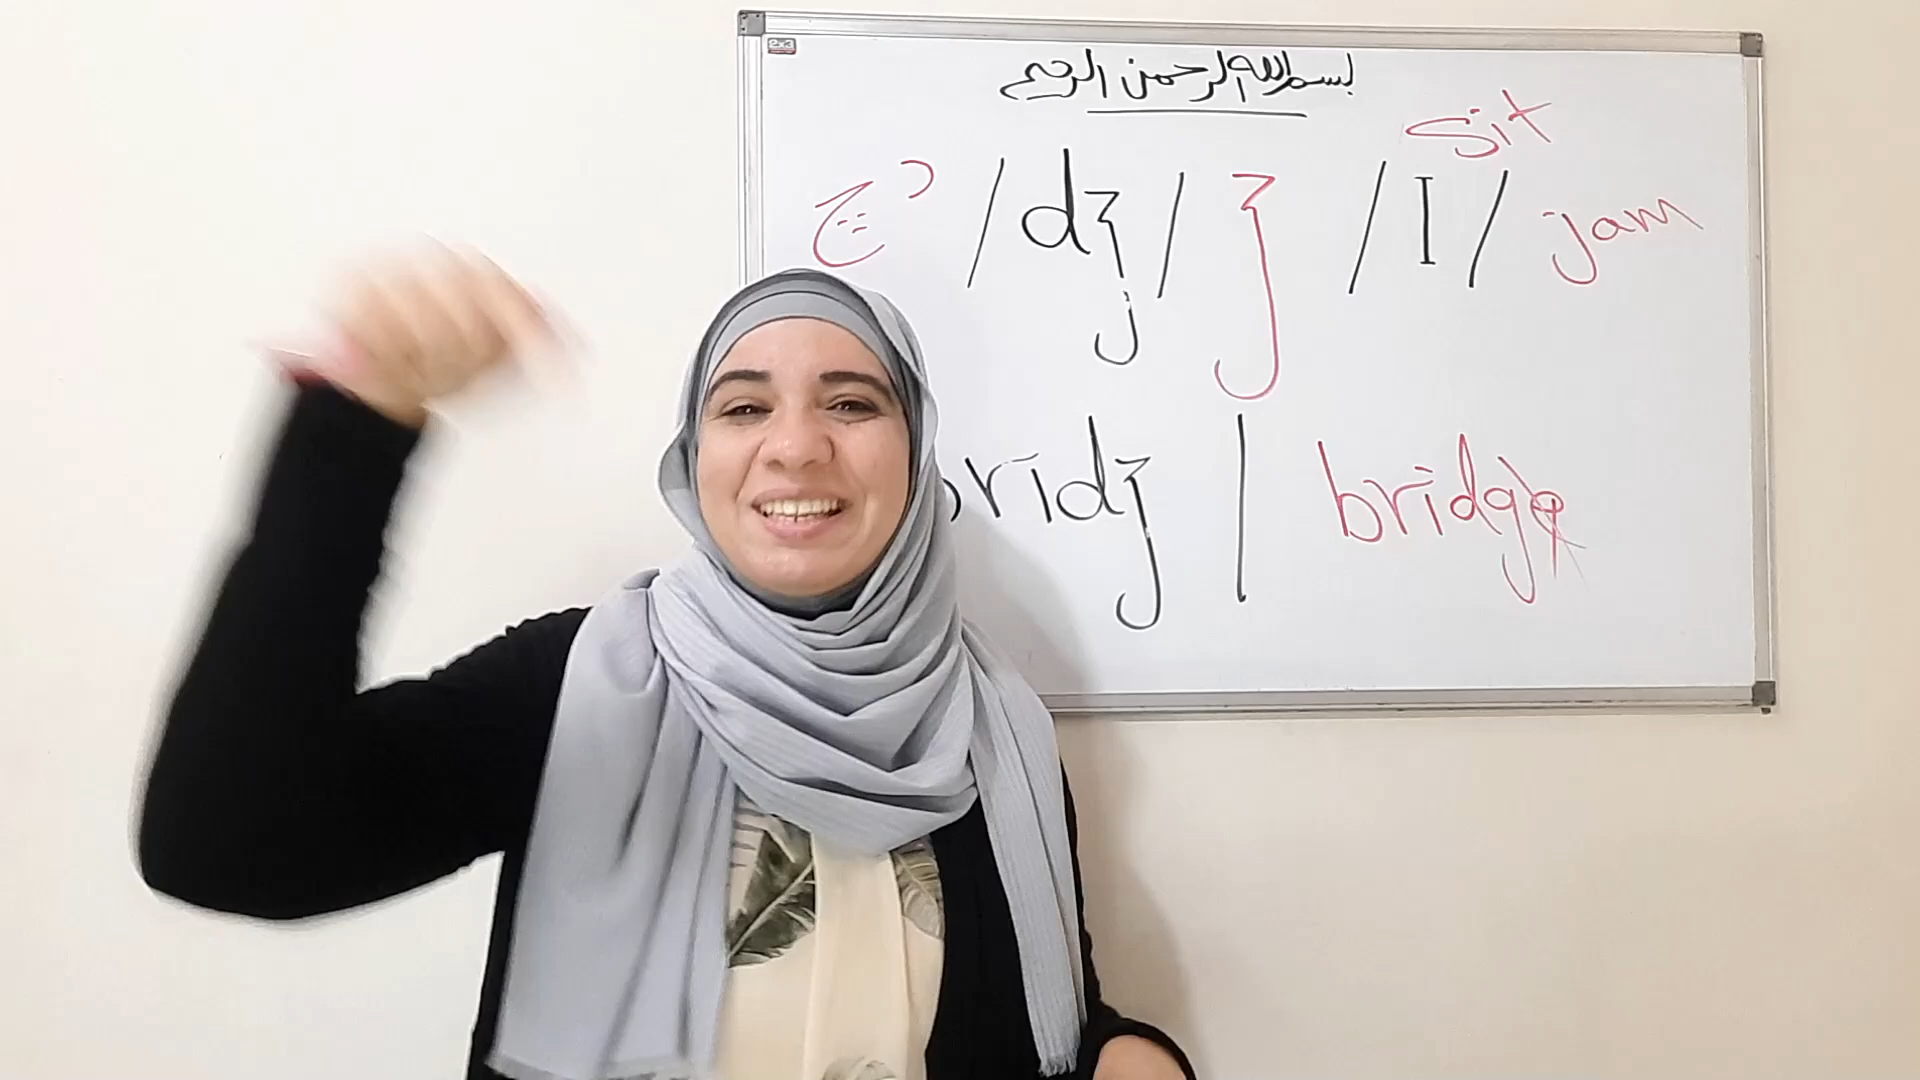 بسم الله الرحمن الرحيم
sit
د چ /dʒ/ ʒ /I/ jam
j
bridʒ | bridge